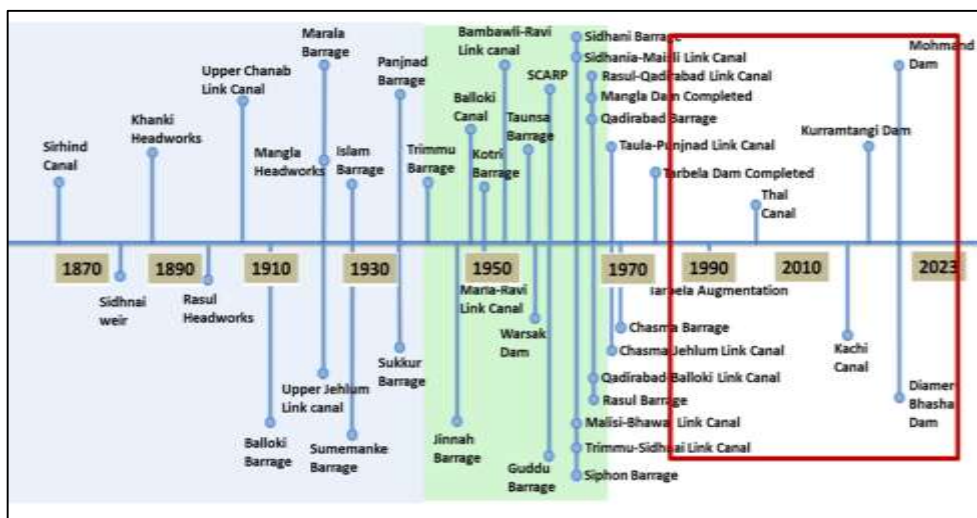 Sirhind
Canal
Khanki
Headworks
Upper Chanab
Link Canal
Marala
Barrage
Mangla
Headworks
Islam
Barrage
Panjnad
Barrage
Trimmu
Barrage
Balloki
Canal
Bambawli-Ravi
Link canal
Kotri
Barrage
Taunsa
Barrage
SCARP
Sidhani Barrage
Sidhania-Mailsi Link Canal
Rasul-Qadirabad Link Canal
Mangla Dam Completed
Qadirabad Barrage
Taula-Punjnad Link Canal
Tarbela Dam Completed
Thal
Canal
Kurramtangi Dam
Mohmand
Dam
1870
1890
1910
1930
1950
1970
1990
2010
2023
Sidhnai
weir
Rasul
Headworks
Balloki
Barrage
Upper Jehlum
Link canal
Sumemanke
Barrage
Sukkur
Barrage
Jinnah
Barrage
Link Canal
Warsak
Dam
Guddu
Barrage
Tarbela Augmentation
Chasma Barrage
Chasma Jehlum Link Canal
Qadirabad-Balloki Link Canal
Rasul Barrage
Malisi-Bhawal Link Canal
Trimmu-Sidhnai Link Canal
Siphon Barrage
Kachi
Canal
Diamer
Bhasha
Dam